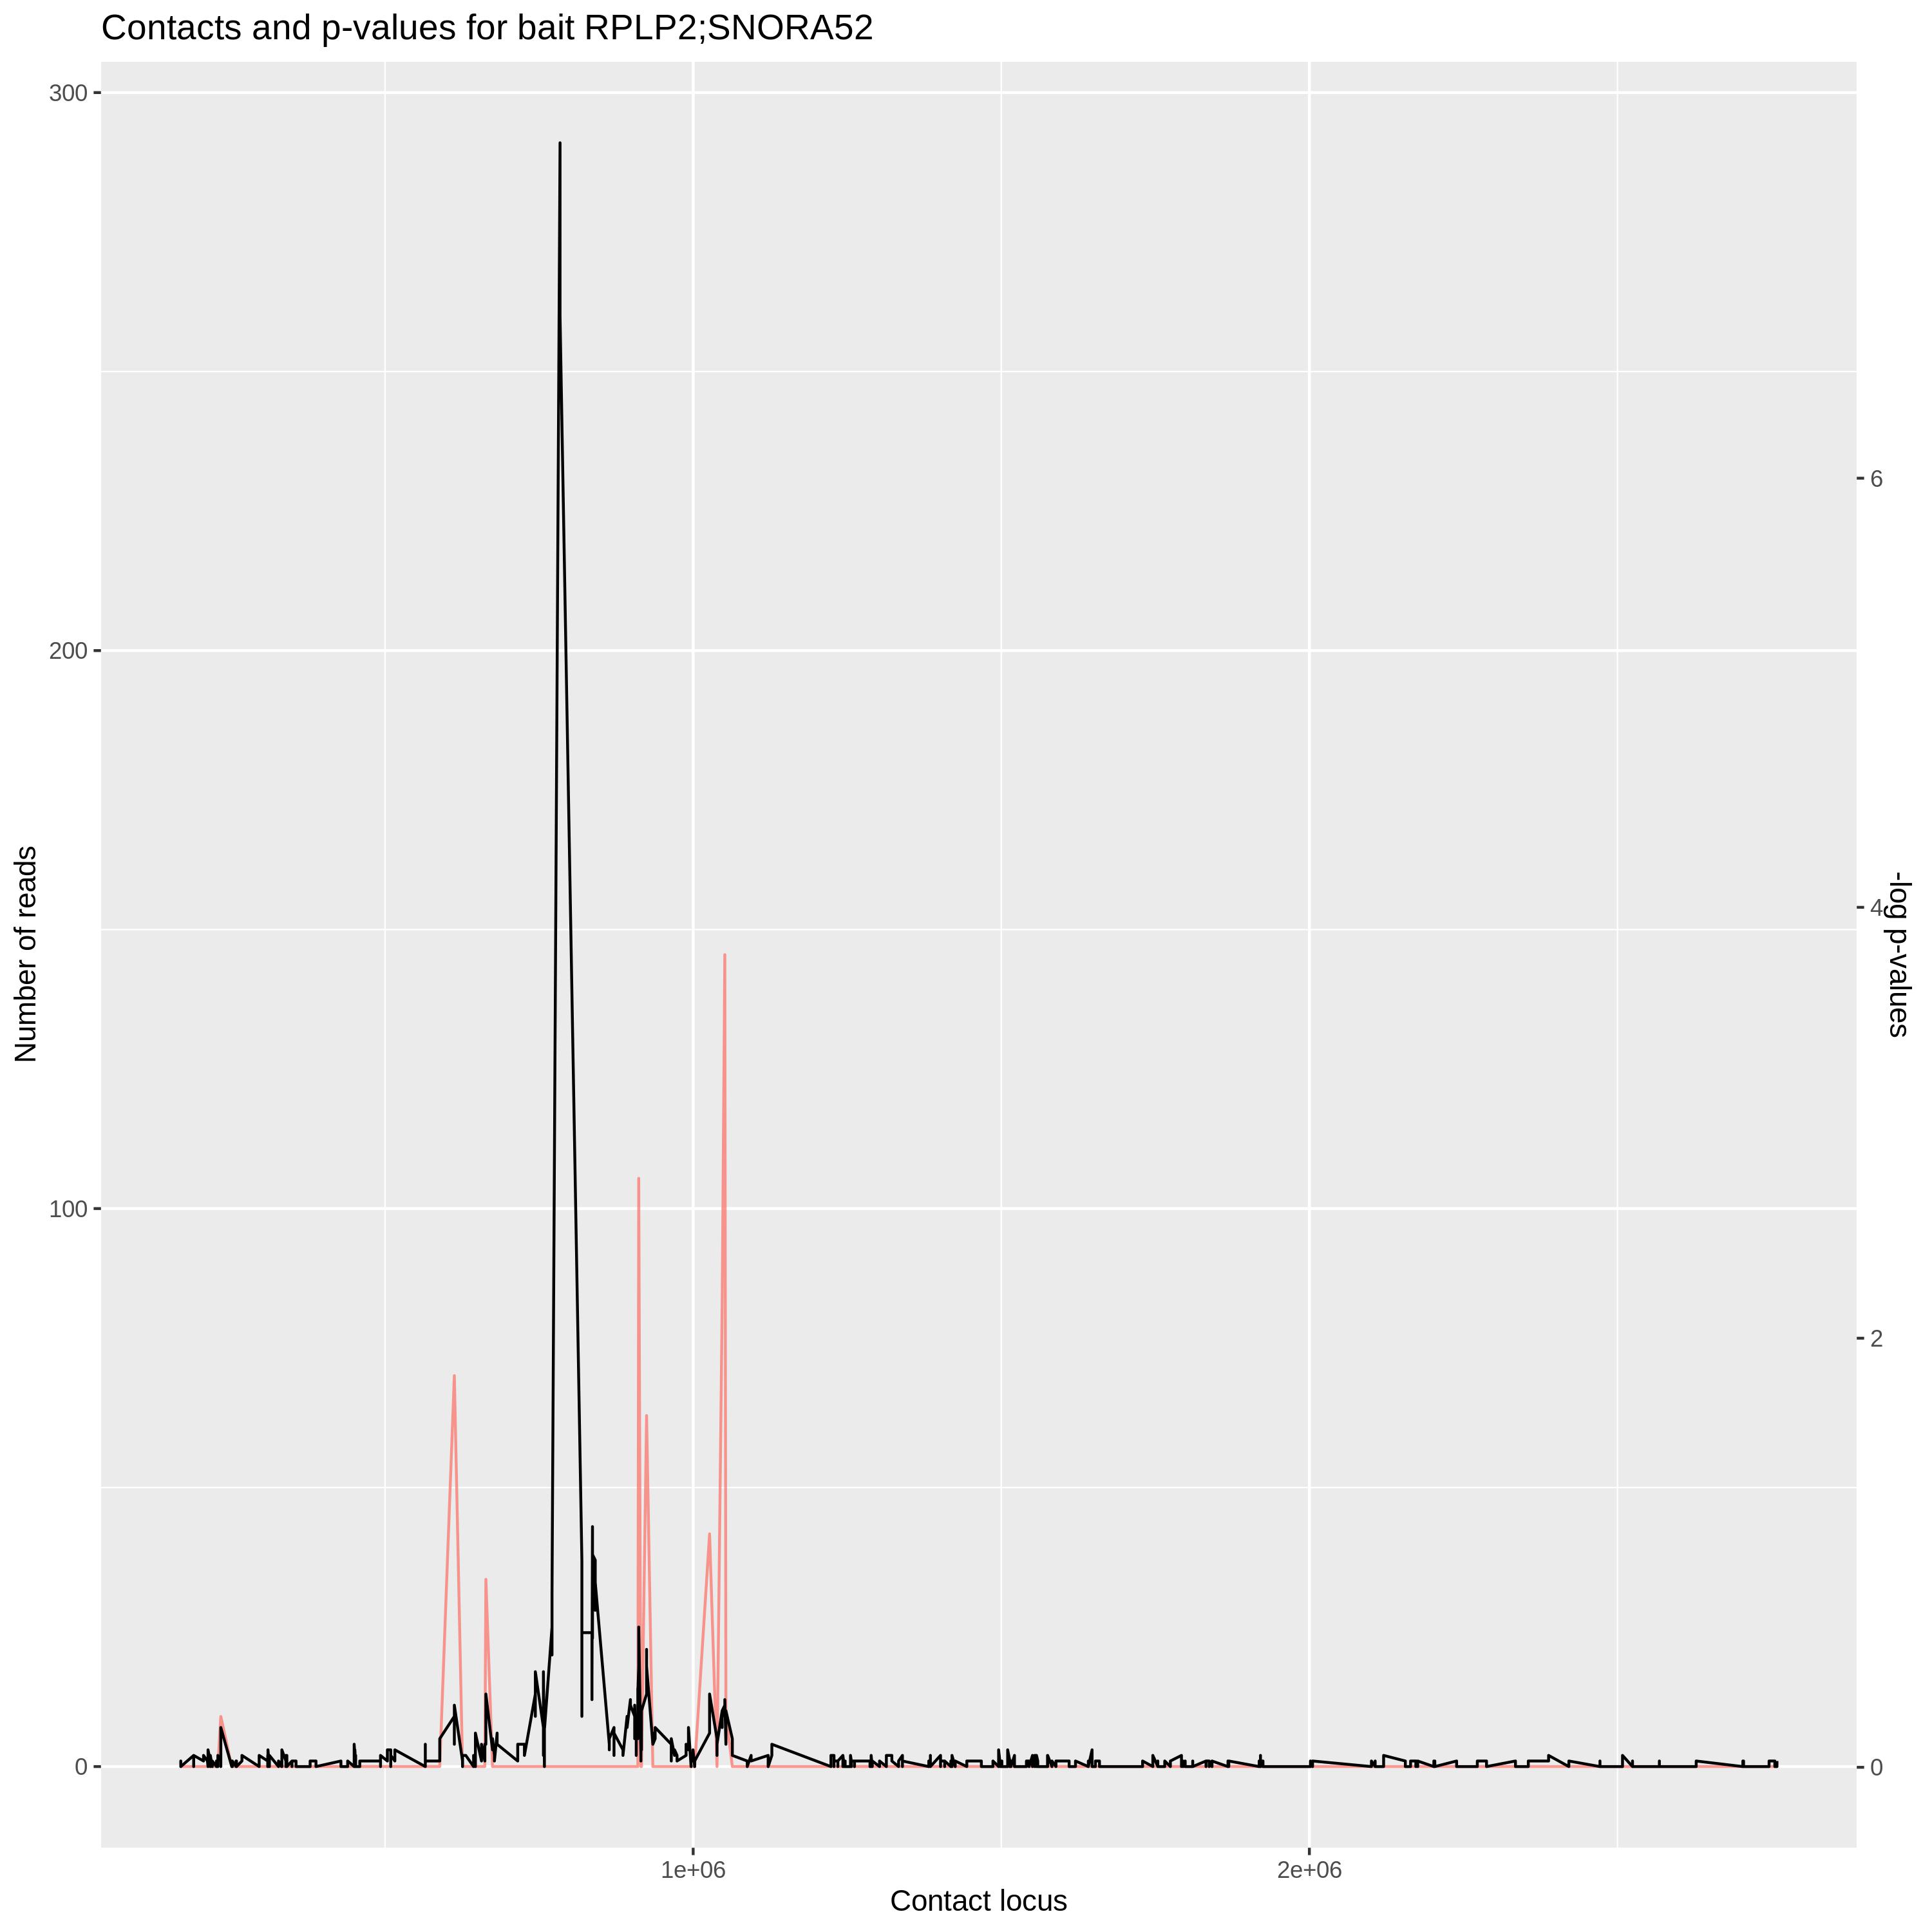 Contacts and p-values for bait RPLP2;SNORA52
300
200
100
0
Number of reads
6
4
2
0
-log p-values
1e+06
2e+06
Contact locus